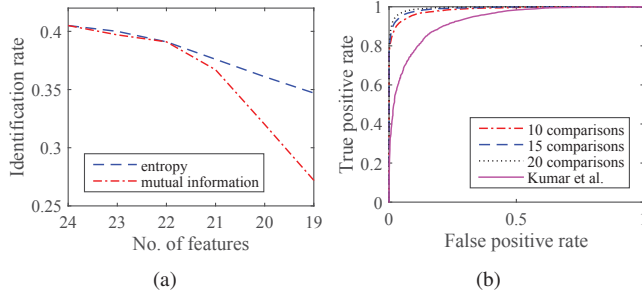 Identification rate
0.4
0.35
0.3
0.25
24 23 22 21 20 19
No. of features
entropy
mutual information
(a)
True positive rate
1
0.8
0.6
0.4
0.2
0
0 0.5 1
False positive rate
10 comparisons
15 comparisons
20 comparisons
Kumar et al.
(b)